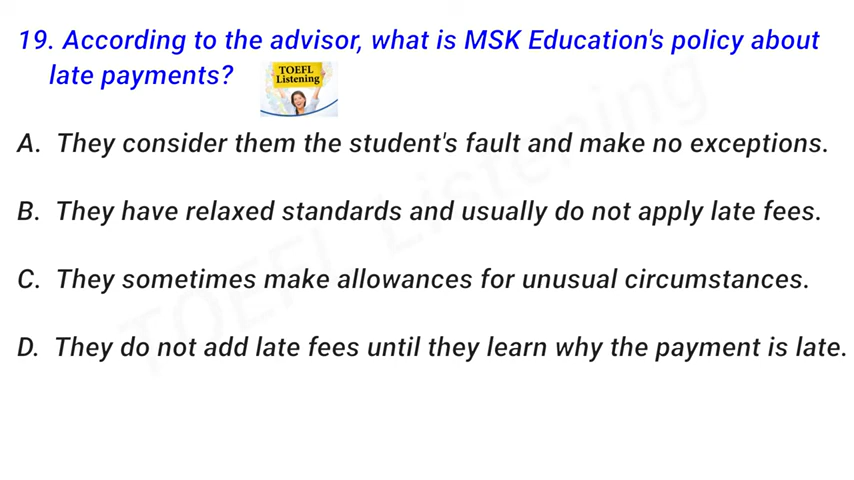 19. According to the advisor, what is MSK Education's policy about
late payments?
TOEFL
Listening
A. They consider them the student's fault and make no exceptions.
B. They have relaxed standards and usually do not apply late fees.
C. They sometimes make allowances for unusual circumstances.
D. They do not add late fees until they learn why the payment is late.
TOEFL Listening